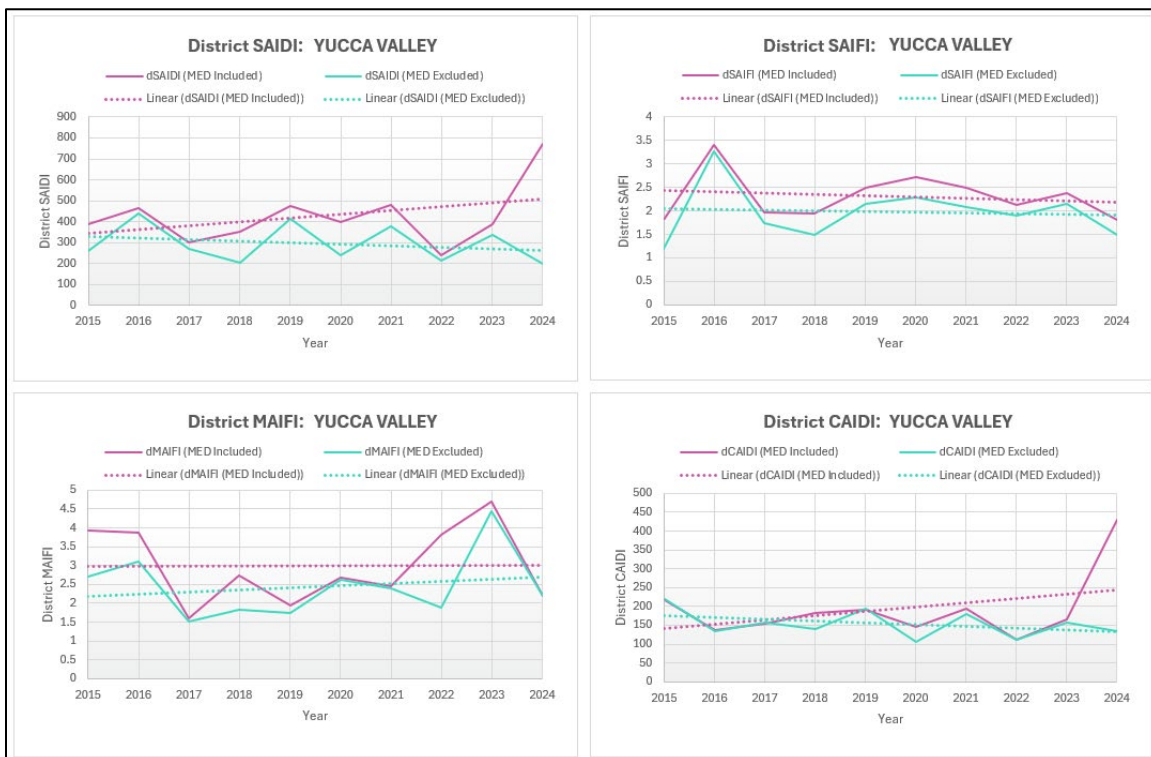 District SAIDI: YUCCA VALLEY
dSAIDI (MED Included)
dSAIDI (MED Excluded)
Linear (dSAIDI (MED Included))
Linear (dSAIDI (MED Excluded))
District SAIDI
900
800
700
600
500
400
300
200
100
0
2015 2016 2017 2018 2019 2020 2021 2022 2023 2024
Year
District SAIFI: YUCCA VALLEY
dSAIFI (MED Included)
dSAIFI (MED Excluded)
Linear (dSAIFI (MED Included))
Linear (dSAIFI (MED Excluded))
District SAIFI
4
3.5
3
2.5
2
1.5
1
0.5
0
2015 2016 2017 2018 2019 2020 2021 2022 2023 2024
Year
District MAIFI: YUCCA VALLEY
dMAIFI (MED Included)
dMAIFI (MED Excluded)
Linear (dMAIFI (MED Included))
Linear (dMAIFI (MED Excluded))
District MAIFI
5
4.5
4
3.5
3
2.5
2
1.5
1
0.5
0
2015 2016 2017 2018 2019 2020 2021 2022 2023 2024
Year
District CAIDI: YUCCA VALLEY
dCAIDI (MED Included)
dCAIDI (MED Excluded)
Linear (dCAIDI (MED Included))
Linear (dCAIDI (MED Excluded))
District CAIDI
500
450
400
350
300
250
200
150
100
50
0
2015 2016 2017 2018 2019 2020 2021 2022 2023 2024
Year